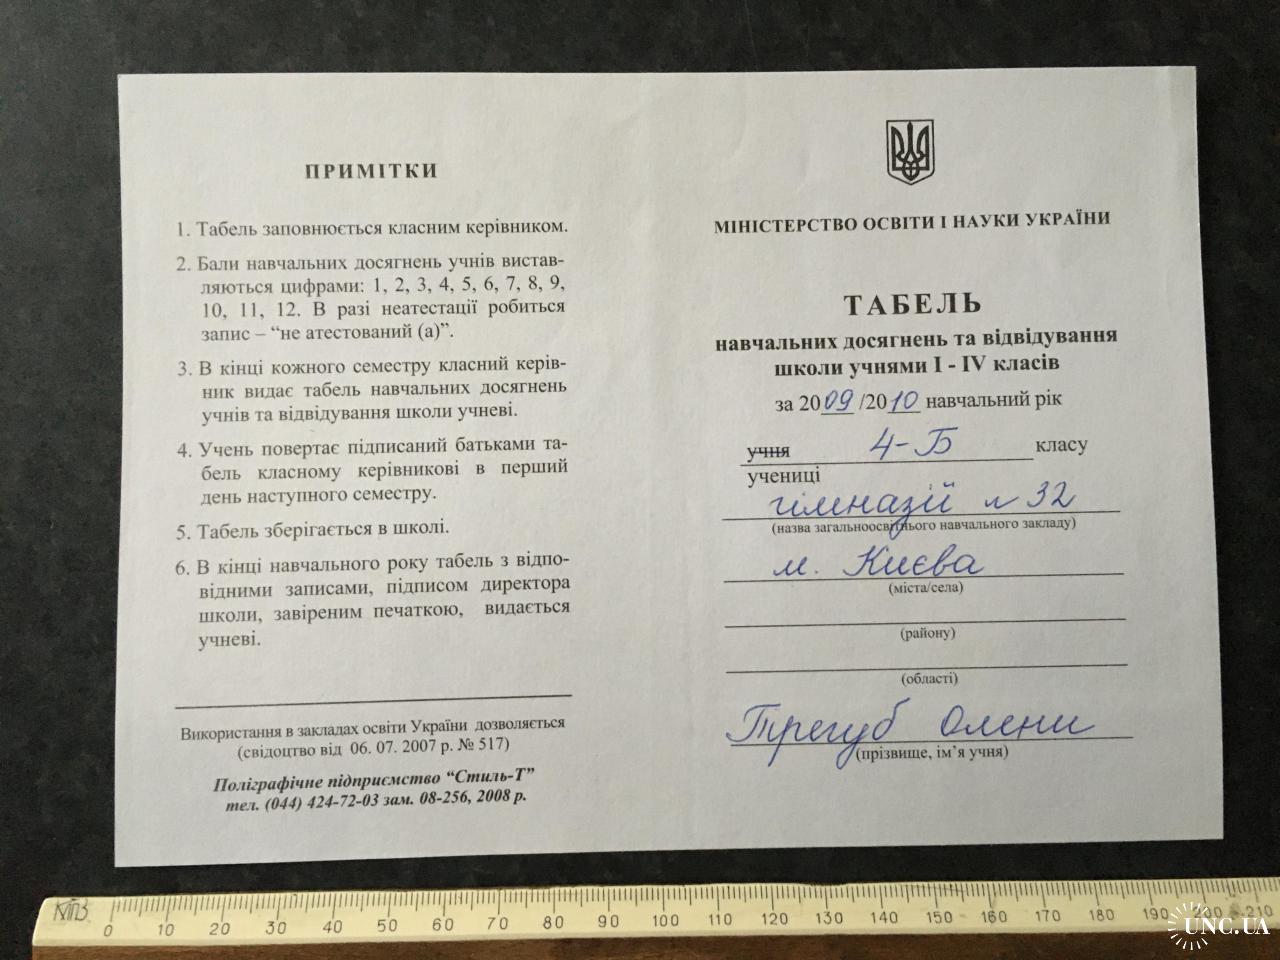 ПРИМІТКИ
1. Табель заповнюється класним керівником.
2. Бали навчальних досягнень учнів вистав-
ляються цифрами: 1, 2, 3, 4, 5, 6, 7, 8, 9,
10, 11, 12. В разі неатестації робиться
запис – “не атестований (а)”.
3. В кінці кожного семестру класний керів-
ник видає табель навчальних досягнень
учнів та відвідування школи учневі.
4. Учень повертає підписаний батьками та-
бель класному керівникові в перший
день наступного семестру.
5. Табель зберігається в школі.
6. В кінці навчального року табель з відпо-
відними записами, підписом директора
школи, завіреним печаткою, видається
учневі.
Використання в закладах освіти України дозволяється
(свідоцтво від 06. 07. 2007 р. № 517)
Поліграфічне підприємство “Стиль-Т”
тел. (044) 424-72-03 зам. 08-256, 2008 р.
МІНІСТЕРСТВО ОСВІТИ І НАУКИ УКРАЇНИ
ТАБЕЛЬ
навчальних досягнень та відвідування
школи учнями I - IV класів
за 2009 /2010 навчальний рік
учня 4-Б класу
учениці
гімназії № 32
(назва загальноосвітнього навчального закладу)
м. Києва
(міста/села)
(району)
(області)
Трегуб Олени
(прізвище, ім’я учня)
0 10 20 30 40 50 60 70 80 90 100 110 120 130 140 150 160 170 180 190 200 210
UNC.UA